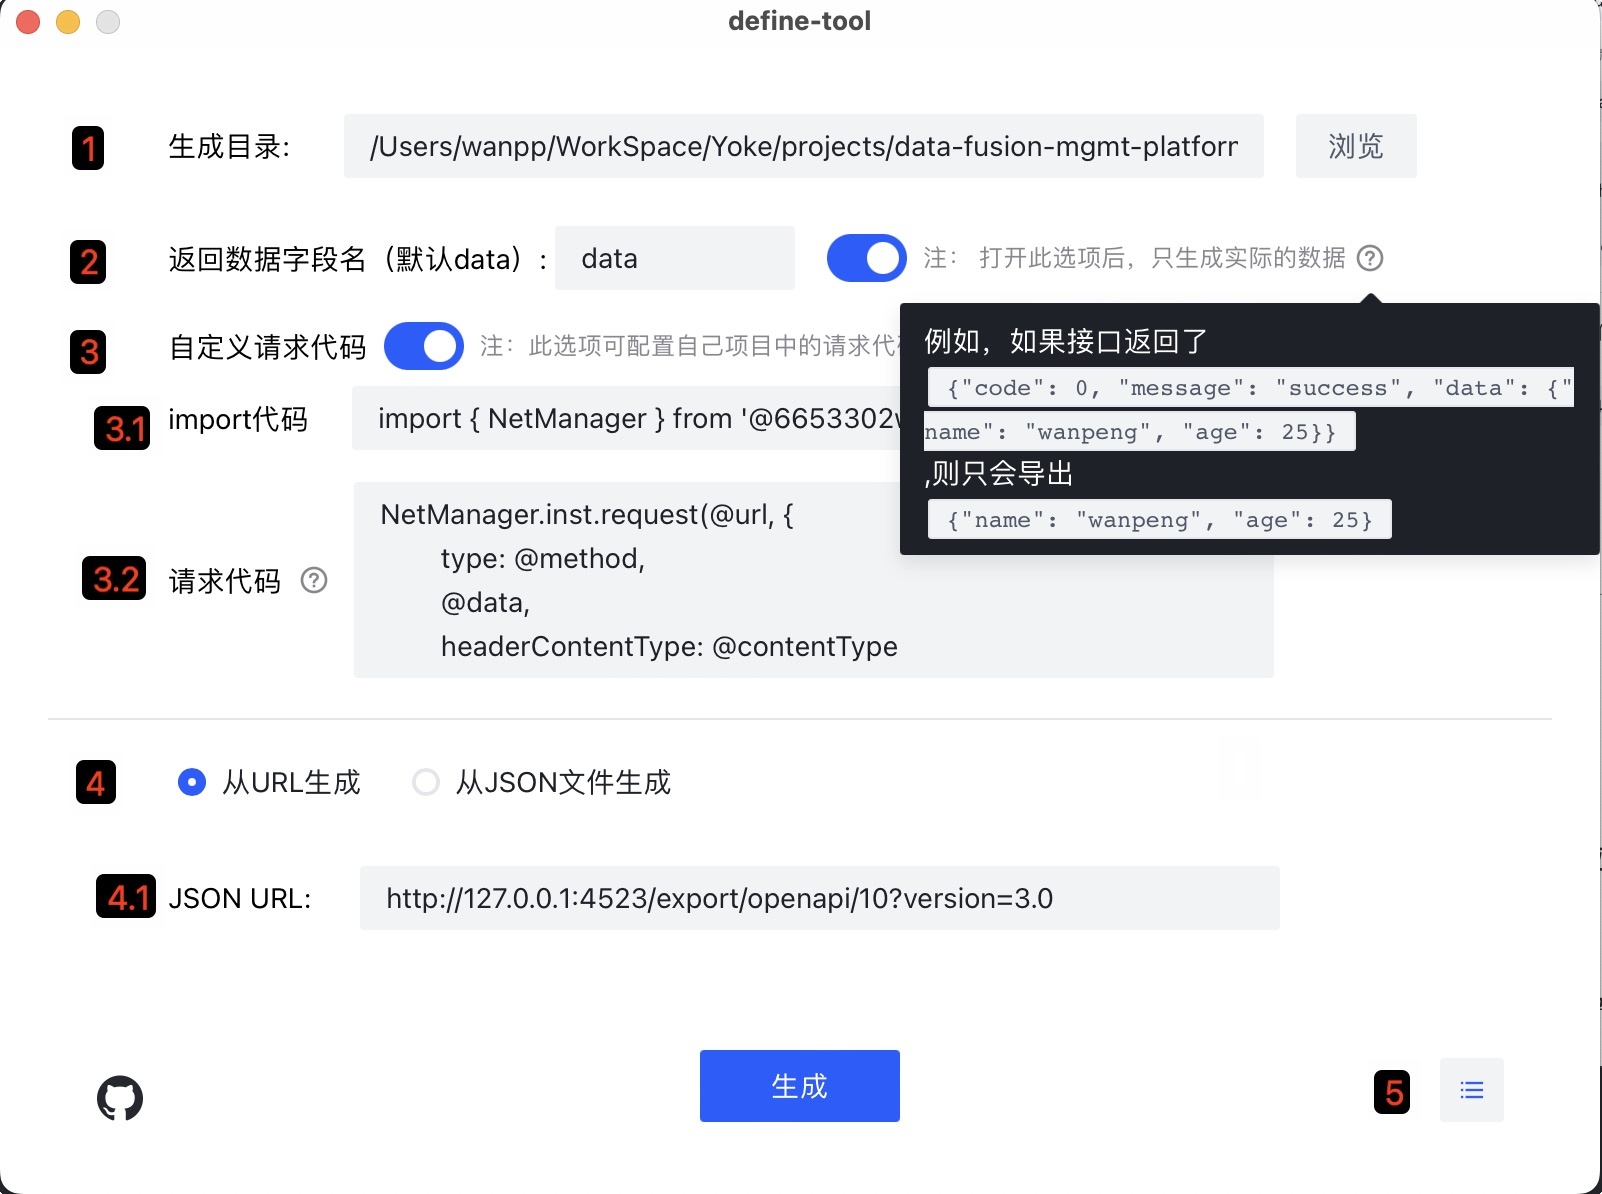 define-tool
1 生成目录: /Users/wanpp/WorkSpace/Yoke/projects/data-fusion-mgmt-platforr 浏览
2 返回数据字段名（默认data）: data 注： 打开此选项后，只生成实际的数据 ?
3 自定义请求代码 注：此选项可配置自己项目中的请求代
例如，如果接口返回了
{"code": 0, "message": "success", "data": {"
name": "wanpeng", "age": 25}}
,则只会导出
{"name": "wanpeng", "age": 25}
3.1 import代码 import { NetManager } from '@6653302
3.2 请求代码 ?
NetManager.inst.request(@url, {
type: @method,
@data,
headerContentType: @contentType
4 从URL生成 从JSON文件生成
4.1 JSON URL: http://127.0.0.1:4523/export/openapi/10?version=3.0
生成
5